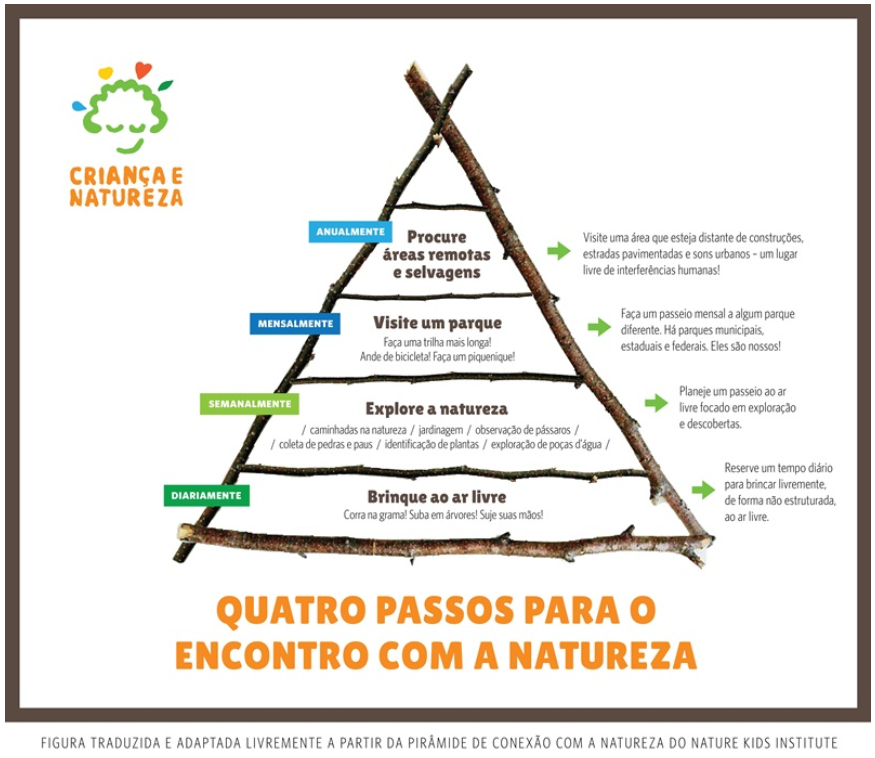 CRIANÇA E
NATUREZA
ANUALMENTE
Procure
áreas remotas
e selvagens
Visite uma área que esteja distante de construções,
estradas pavimentadas e sons urbanos – um lugar
livre de interferências humanas!
MENSALMENTE
Visite um parque
Faça uma trilha mais longa!
Ande de bicicleta! Faça um piquenique!
Faça um passeio mensal a algum parque
diferente. Há parques municipais,
estaduais e federais. Eles são nossos!
SEMANALMENTE
Explore a natureza
/ caminhadas na natureza / jardinagem / observação de pássaros /
/ coleta de pedras e paus / identificação de plantas / exploração de poças d'água /
Planeje um passeio ao ar
livre focado em exploração
e descobertas.
DIARIAMENTE
Brinque ao ar livre
Corra na grama! Suba em árvores! Suje suas mãos!
Reserve um tempo diário
para brincar livremente,
de forma não estruturada,
ao ar livre.
QUATRO PASSOS PARA O
ENCONTRO COM A NATUREZA
FIGURA TRADUZIDA E ADAPTADA LIVREMENTE A PARTIR DA PIRÂMIDE DE CONEXÃO COM A NATUREZA DO NATURE KIDS INSTITUTE